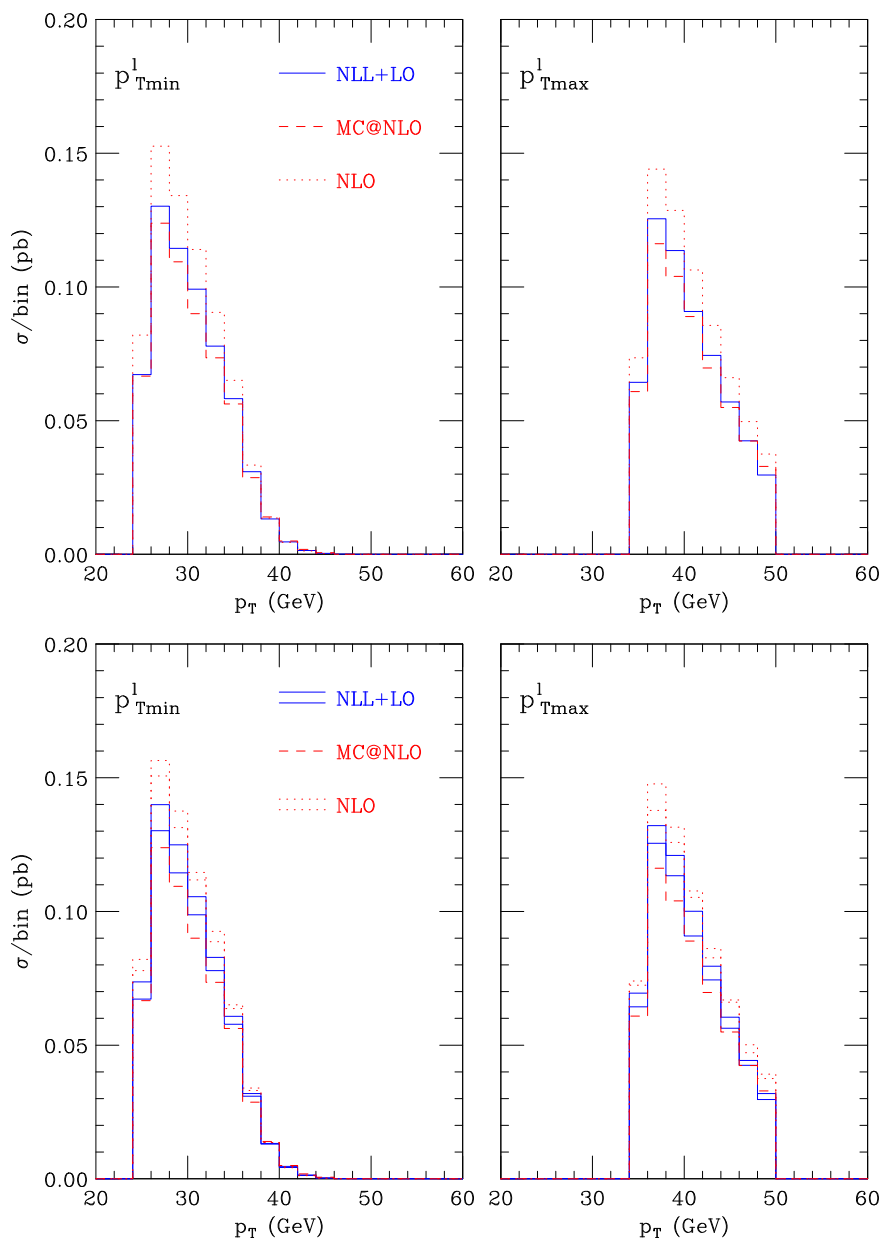 0.20
0.15
0.10
0.05
0.00
σ/bin (pb)
p^l_Tmin
NLL+LO
MC@NLO
NLO
20 30 40 50 60
p_T (GeV)
p^l_Tmax
20 30 40 50 60
p_T (GeV)
0.20
0.15
0.10
0.05
0.00
σ/bin (pb)
p^l_Tmin
NLL+LO
MC@NLO
NLO
20 30 40 50 60
p_T (GeV)
p^l_Tmax
20 30 40 50 60
p_T (GeV)